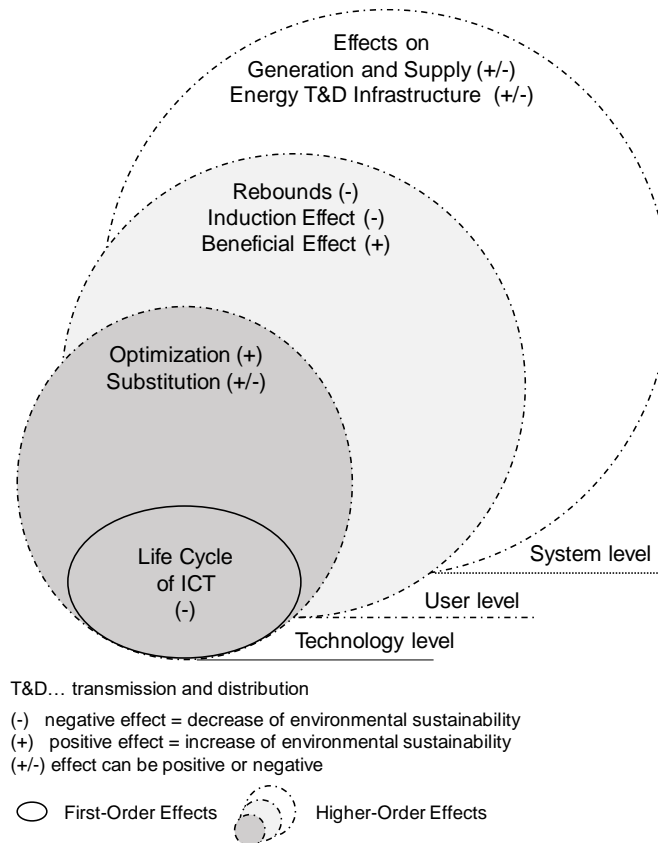 Effects on
Generation and Supply (+/-)
Energy T&D Infrastructure (+/-)
Rebounds (-)
Induction Effect (-)
Beneficial Effect (+)
Optimization (+)
Substitution (+/-)
Life Cycle
of ICT
(-)
System level
User level
Technology level
T&D... transmission and distribution
(-) negative effect = decrease of environmental sustainability
(+) positive effect = increase of environmental sustainability
(+/-) effect can be positive or negative
First-Order Effects Higher-Order Effects